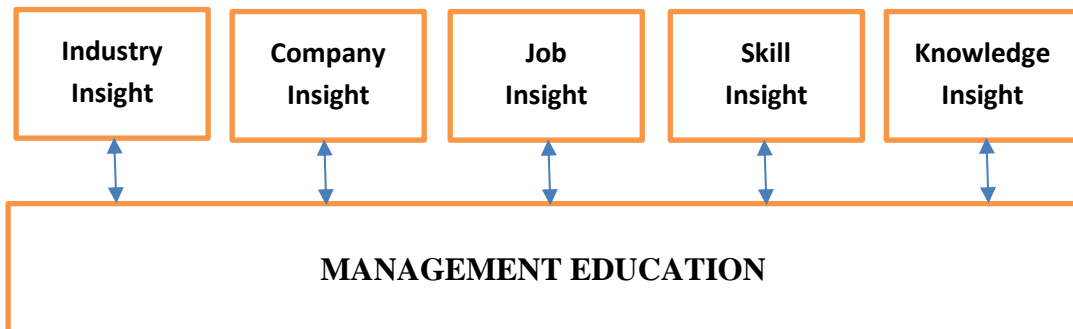 Industry
Insight
Company
Insight
Job
Insight
Skill
Insight
Knowledge
Insight
MANAGEMENT EDUCATION